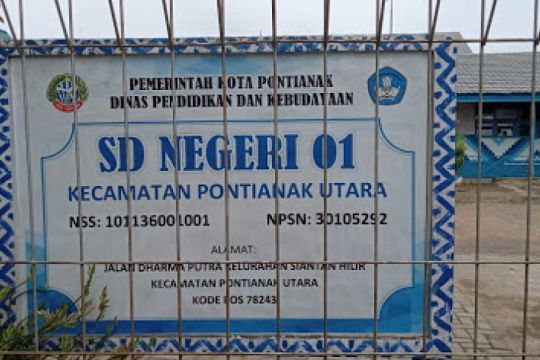 PEMERINTAH KOTA PONTIANAK
DINAS PENDIDIKAN DAN KEBUDAYAAN
SD NEGERI 01
KECAMATAN PONTIANAK UTARA
NSS: 101136001001 NPSN: 30105292
ALAMAT:
JALAN DHARMA PUTRA KELURAHAN SIANTAN HILIR
KECAMATAN PONTIANAK UTARA
KODE POS 78243